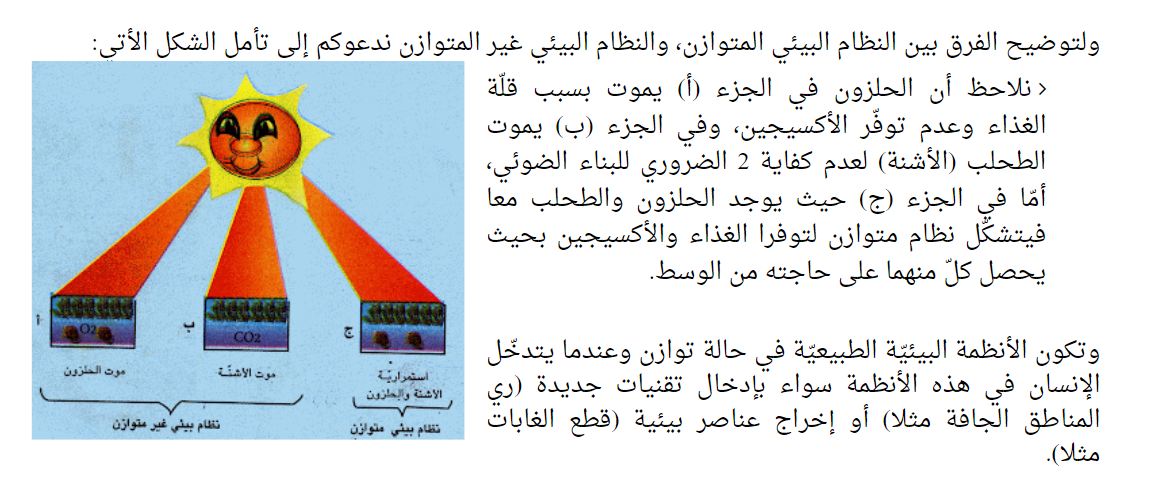 ولتوضيح الفرق بين النظام البيئي المتوازن، والنظام البيئي غير المتوازن ندعوكم إلى تأمل الشكل الأتي:
› نلاحظ أن الحلزون في الجزء (أ) يموت بسبب قلّة
الغذاء وعدم توفّر الأكسيجين، وفي الجزء (ب) يموت
الطحلب (الأشنة) لعدم كفاية 2 الضروري للبناء الضوئي،
أمّا في الجزء (ج) حيث يوجد الحلزون والطحلب معا
فيتشكّل نظام متوازن لتوفرا الغذاء والأكسيجين بحيث
يحصل كلّ منهما على حاجته من الوسط.
وتكون الأنظمة البيئيّة الطبيعيّة في حالة توازن وعندما يتدخّل
الإنسان في هذه الأنظمة سواء بإدخال تقنيات جديدة (ري
المناطق الجافة مثلا) أو إخراج عناصر بيئية (قطع الغابات
مثلا).
أ
O2
ب
CO2
ج
موت الحلزون
موت الأشنّة
استمراريّة
الأشنة والحلزون
نظام بيئي غير متوازن
نظام بيئي متوازن